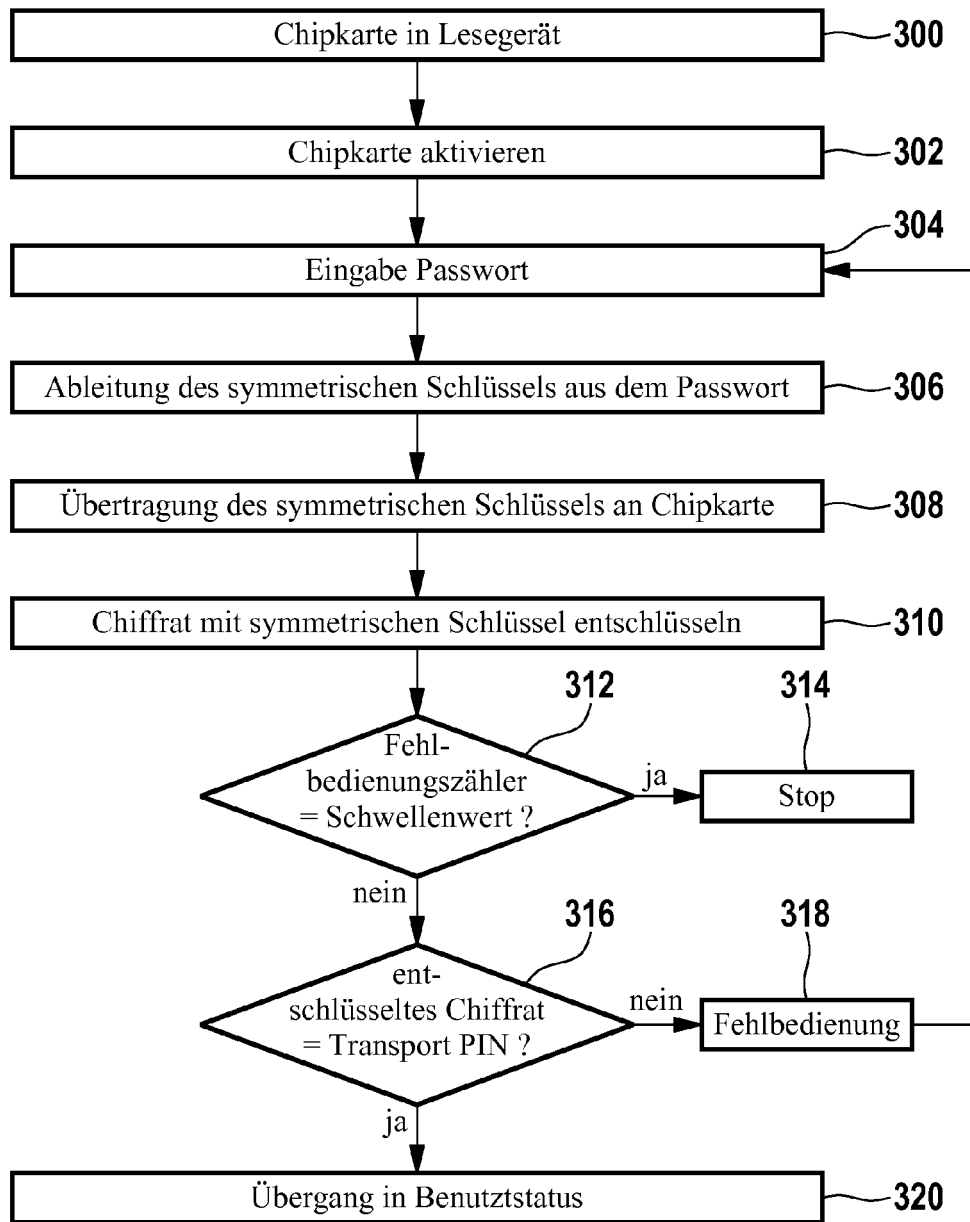 Chipkarte in Lesegerät
300
Chipkarte aktivieren
302
304
Eingabe Passwort
Ableitung des symmetrischen Schlüssels aus dem Passwort
306
Übertragung des symmetrischen Schlüssels an Chipkarte
308
Chiffrat mit symmetrischen Schlüssel entschlüsseln
310
312
314
Fehl-
bedienungszähler
= Schwellenwert ?
ja
Stop
nein
316
318
ent-
schlüsseltes Chiffrat
= Transport PIN ?
nein
Fehlbedienung
ja
Übergang in Benutztstatus
320